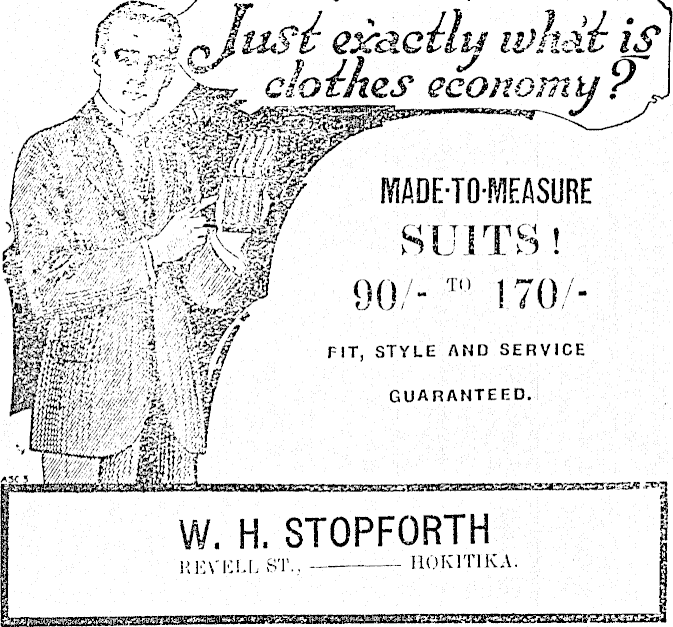 Just exactly what is
clothes economy?
MADE-TO-MEASURE
SUITS!
90/- TO 170/-
FIT, STYLE AND SERVICE
GUARANTEED.
W. H. STOPFORTH
REVELL ST., ——— HOKITIKA.